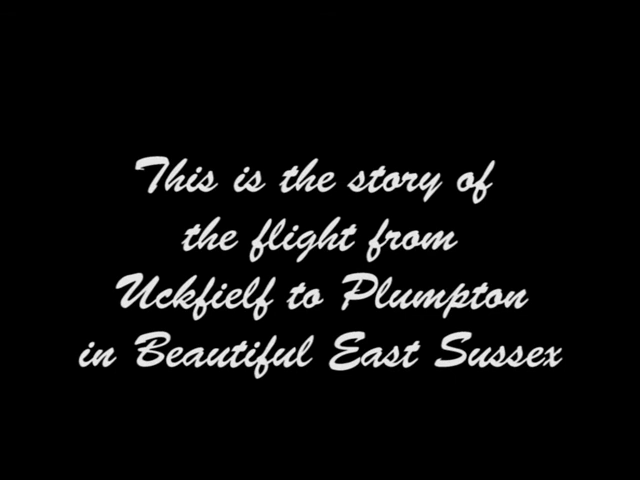 This is the story of
the flight from
Uckfielf to Plumpton
in Beautiful East Sussex